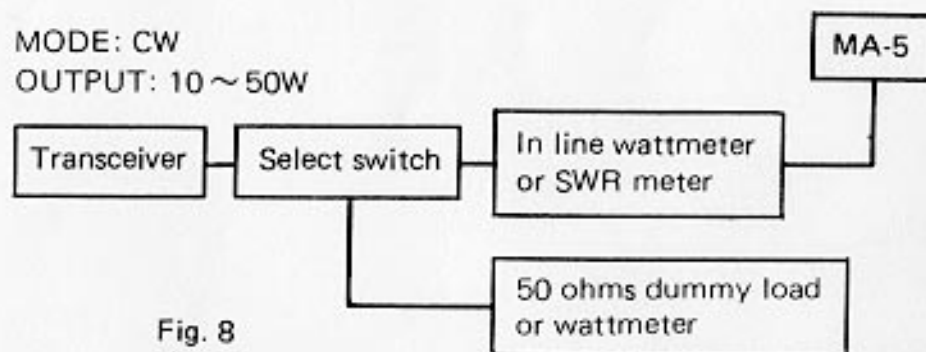 MODE: CW
OUTPUT: 10~50W
MA-5
Transceiver
Select switch
In line wattmeter
or SWR meter
50 ohms dummy load
or wattmeter
Fig. 8